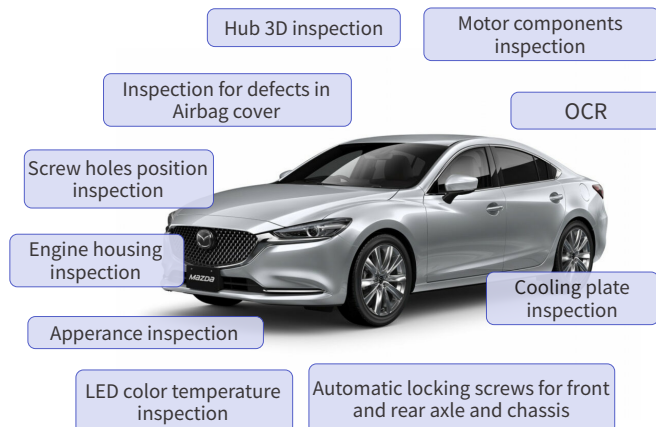 Hub 3D inspection
Motor components
inspection
Inspection for defects in
Airbag cover
OCR
Screw holes position
inspection
Engine housing
inspection
mazda
Cooling plate
inspection
Apperance inspection
LED color temperature
inspection
Automatic locking screws for front
and rear axle and chassis